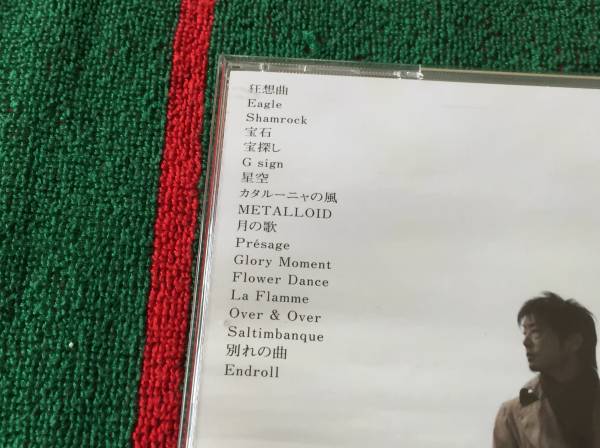 狂想曲
Eagle
Shamrock
宝石
宝探し
G sign
星空
カタルーニャの風
METALLOID
月の歌
Présage
Glory Moment
Flower Dance
La Flamme
Over & Over
Saltimbanque
別れの曲
Endroll